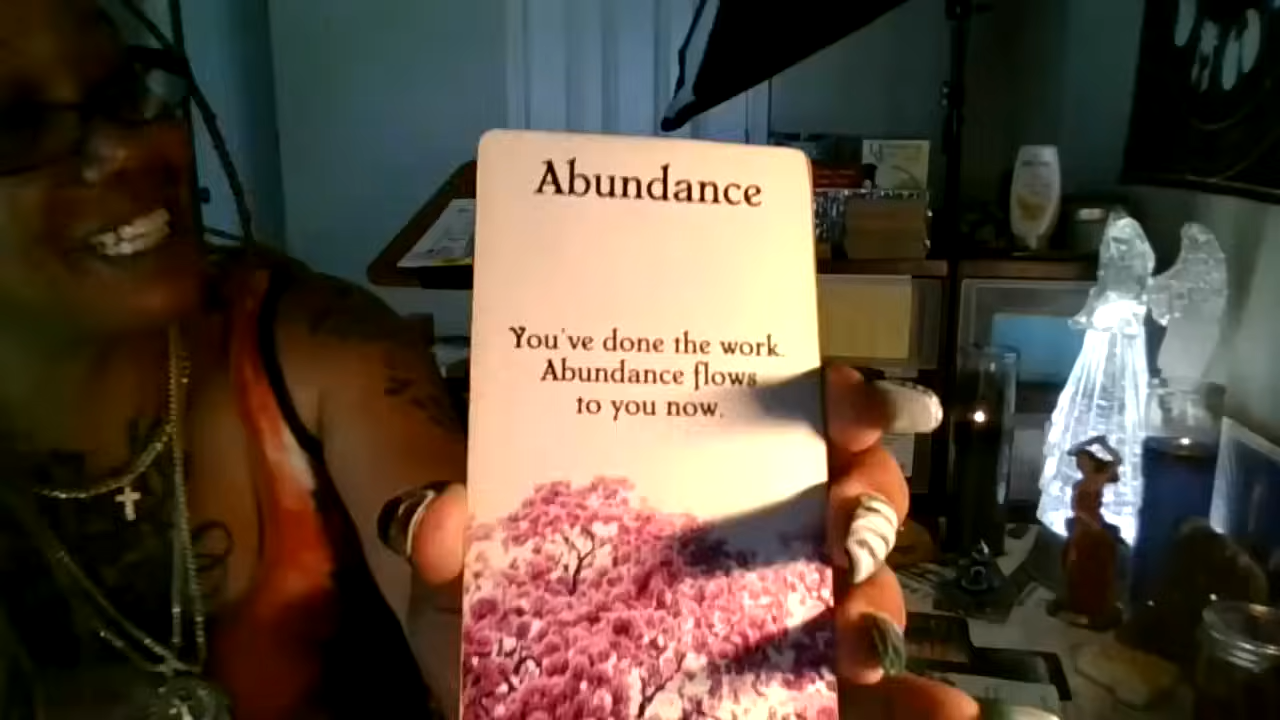 Abundance
You've done the work.
Abundance flows
to you now.